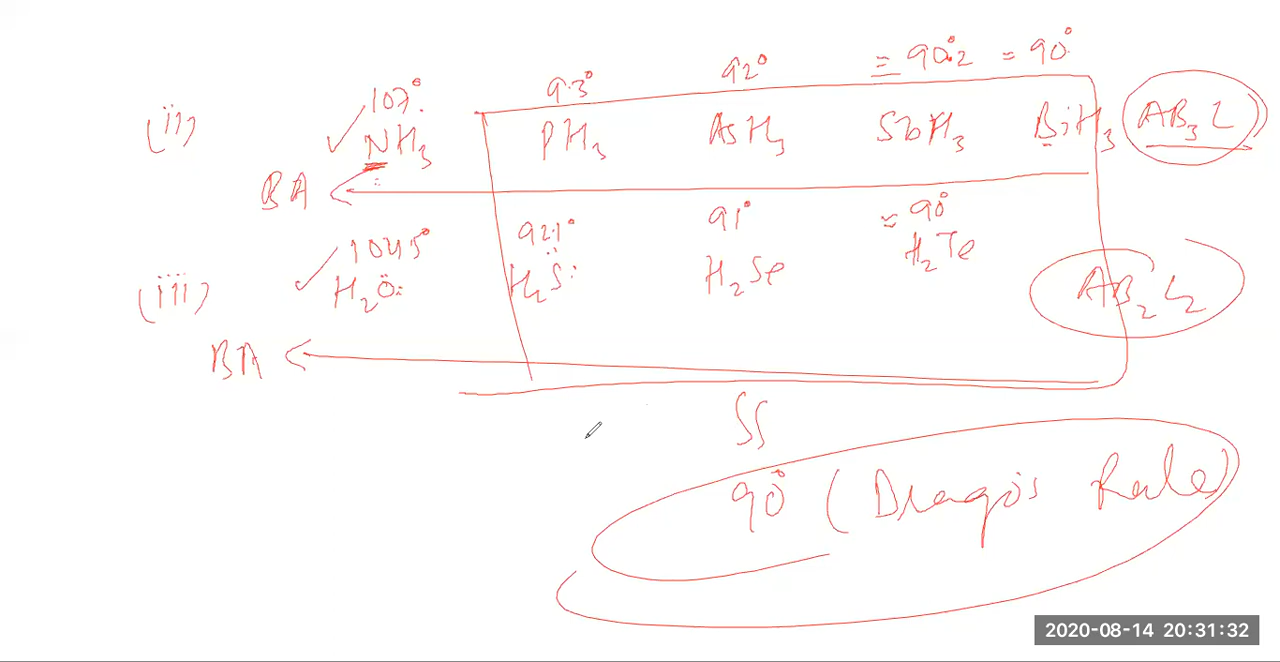 107° 93° 92° = 90.2 = 90°
(ii) NH3 PH3 AsH3 SbH3 BiH3 AB3L
BA
104.5° 92.1° 91° ≈ 90°
(iii) H2O H2S H2Se H2Te AB2L2
BA
SS
90° (Drago's Rule)
2020-08-14 20:31:32